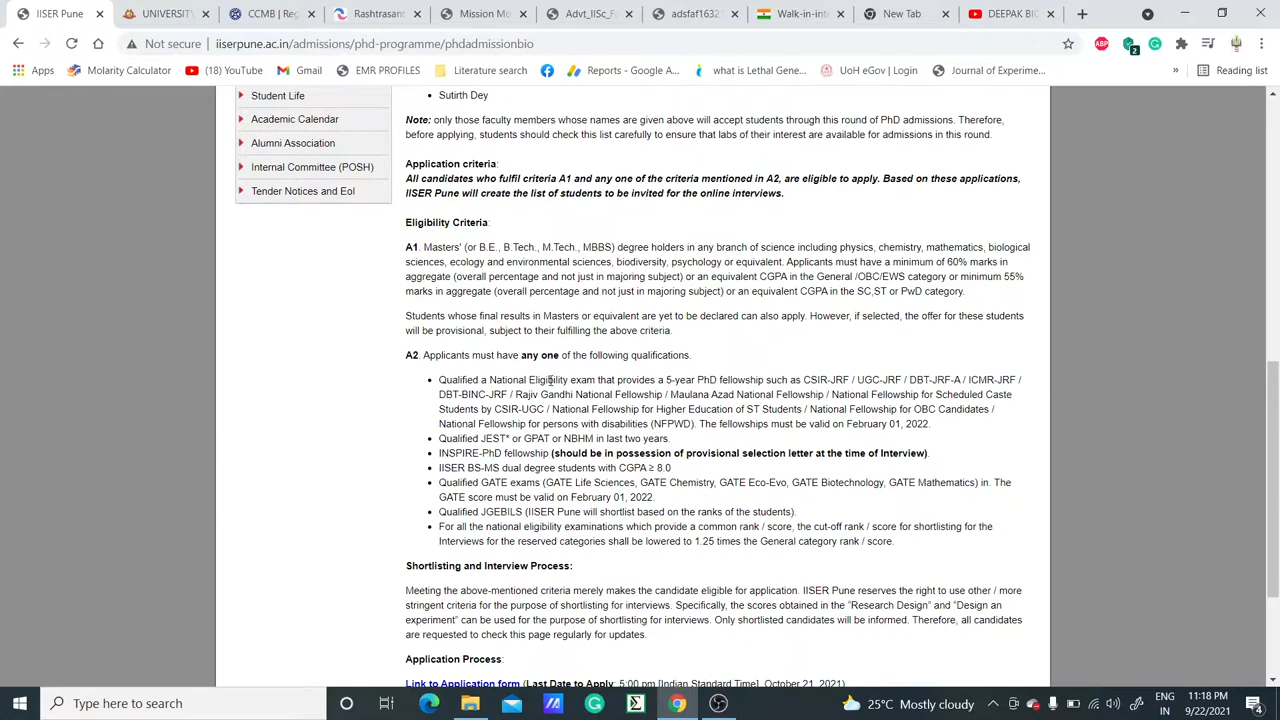 IISER Pune
UNIVERSITY
CCMB | Reg
Rashtrasant
Mission Mo
Advt_IISc_F
adsfaf16321
Walk-in-inte
New Tab
DEEPAK BIO
Not secure
iiserpune.ac.in/admissions/phd-programme/phdadmissionbio
ABP
2
Apps
Molarity Calculator
(18) YouTube
Gmail
EMR PROFILES
Literature search
Reports - Google A...
what is Lethal Gene...
UoH eGov | Login
Journal of Experime...
»
Reading list
Student Life
Academic Calendar
Alumni Association
Internal Committee (POSH)
Tender Notices and EoI
• Sutirth Dey
Note: only those faculty members whose names are given above will accept students through this round of PhD admissions. Therefore,
before applying, students should check this list carefully to ensure that labs of their interest are available for admissions in this round.
Application criteria:
All candidates who fulfil criteria A1 and any one of the criteria mentioned in A2, are eligible to apply. Based on these applications,
IISER Pune will create the list of students to be invited for the online interviews.
Eligibility Criteria:
A1. Masters' (or B.E., B.Tech., M.Tech., MBBS) degree holders in any branch of science including physics, chemistry, mathematics, biological
sciences, ecology and environmental sciences, biodiversity, psychology or equivalent. Applicants must have a minimum of 60% marks in
aggregate (overall percentage and not just in majoring subject) or an equivalent CGPA in the General /OBC/EWS category or minimum 55%
marks in aggregate (overall percentage and not just in majoring subject) or an equivalent CGPA in the SC,ST or PwD category.
Students whose final results in Masters or equivalent are yet to be declared can also apply. However, if selected, the offer for these students
will be provisional, subject to their fulfilling the above criteria.
A2. Applicants must have any one of the following qualifications.
• Qualified a National Eligibility exam that provides a 5-year PhD fellowship such as CSIR-JRF / UGC-JRF / DBT-JRF-A / ICMR-JRF /
DBT-BINC-JRF / Rajiv Gandhi National Fellowship / Maulana Azad National Fellowship / National Fellowship for Scheduled Caste
Students by CSIR-UGC / National Fellowship for Higher Education of ST Students / National Fellowship for OBC Candidates /
National Fellowship for persons with disabilities (NFPWD). The fellowships must be valid on February 01, 2022.
• Qualified JEST* or GPAT or NBHM in last two years.
• INSPIRE-PhD fellowship (should be in possession of provisional selection letter at the time of Interview).
• IISER BS-MS dual degree students with CGPA ≥ 8.0
• Qualified GATE exams (GATE Life Sciences, GATE Chemistry, GATE Eco-Evo, GATE Biotechnology, GATE Mathematics) in. The
GATE score must be valid on February 01, 2022.
• Qualified JGEBILS (IISER Pune will shortlist based on the ranks of the students).
• For all the national eligibility examinations which provide a common rank / score, the cut-off rank / score for shortlisting for the
Interviews for the reserved categories shall be lowered to 1.25 times the General category rank / score.
Shortlisting and Interview Process:
Meeting the above-mentioned criteria merely makes the candidate eligible for application. IISER Pune reserves the right to use other / more
stringent criteria for the purpose of shortlisting for interviews. Specifically, the scores obtained in the "Research Design" and "Design an
experiment" can be used for the purpose of shortlisting for interviews. Only shortlisted candidates will be informed. Therefore, all candidates
are requested to check this page regularly for updates.
Application Process:
Link to Application form (Last Date to Apply: 5:00 pm [Indian Standard Time], October 21, 2021)
Type here to search
25°C Mostly cloudy
ENG
IN
11:18 PM
9/22/2021
4